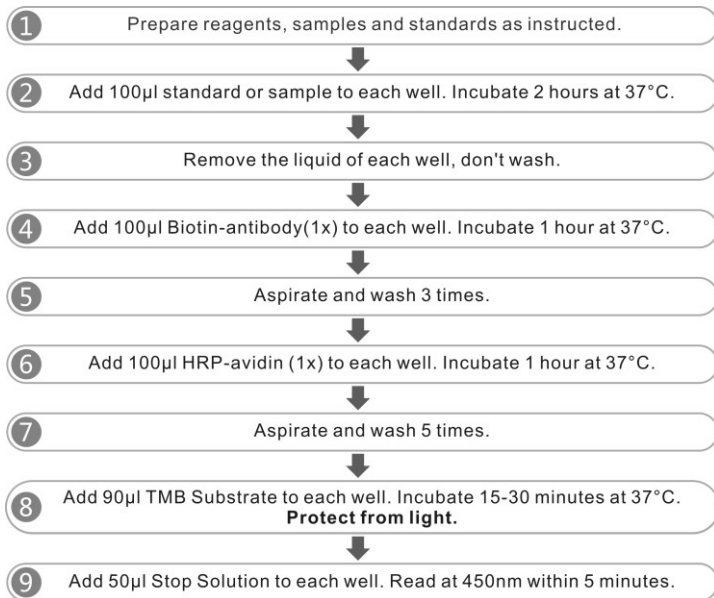 1 Prepare reagents, samples and standards as instructed.
2 Add 100μl standard or sample to each well. Incubate 2 hours at 37°C.
3 Remove the liquid of each well, don't wash.
4 Add 100μl Biotin-antibody(1x) to each well. Incubate 1 hour at 37°C.
5 Aspirate and wash 3 times.
6 Add 100μl HRP-avidin (1x) to each well. Incubate 1 hour at 37°C.
7 Aspirate and wash 5 times.
8 Add 90μl TMB Substrate to each well. Incubate 15-30 minutes at 37°C.
Protect from light.
9 Add 50μl Stop Solution to each well. Read at 450nm within 5 minutes.